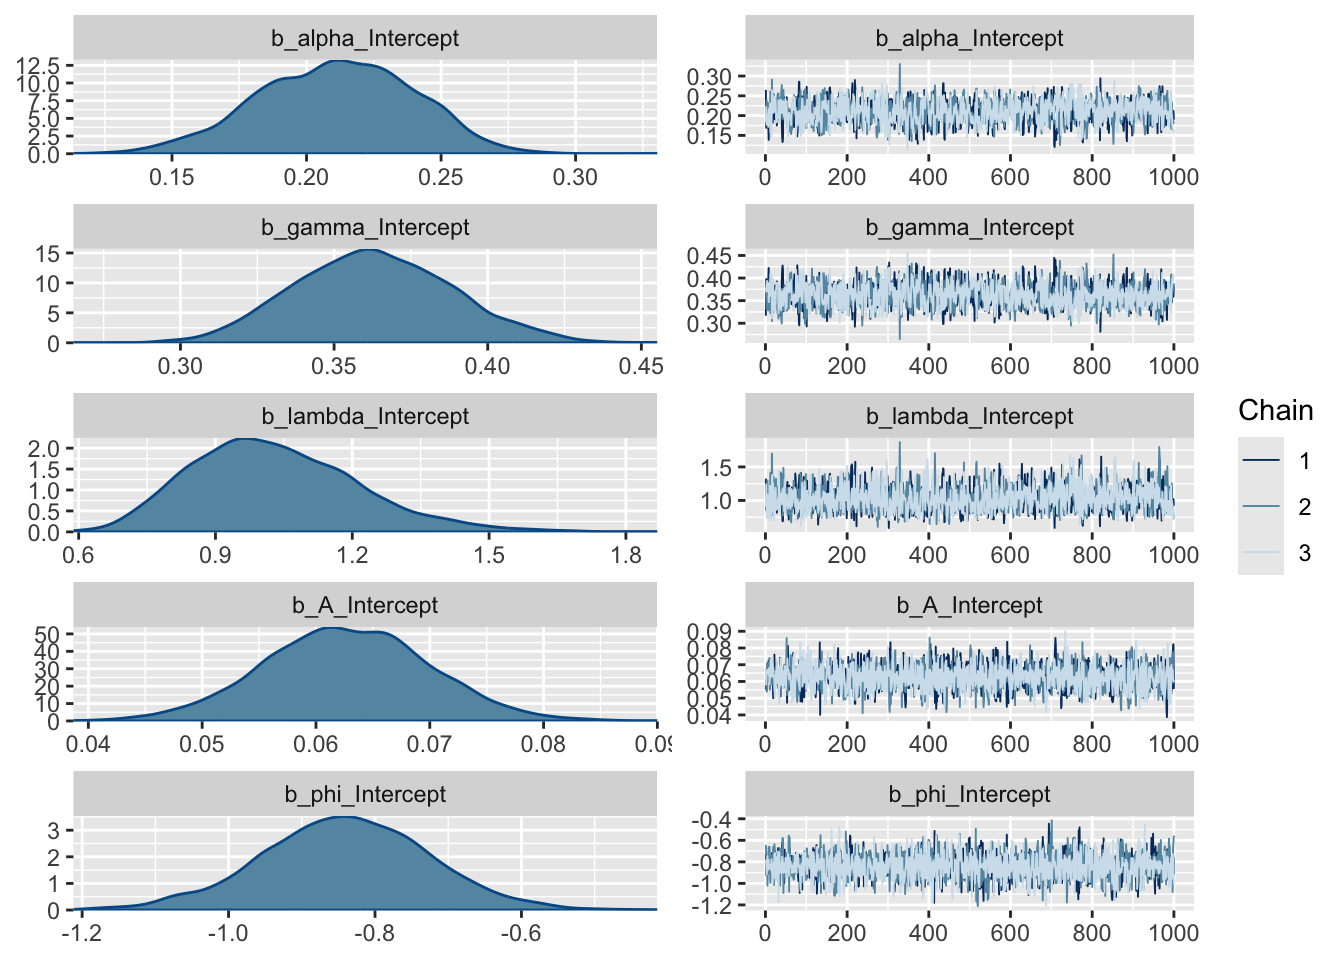 b_alpha_Intercept
12.5
10.0
7.5
5.0
2.5
0.0
0.15 0.20 0.25 0.30
b_alpha_Intercept
0.30
0.25
0.20
0.15
0 200 400 600 800 1000
b_gamma_Intercept
15
10
5
0
0.30 0.35 0.40 0.45
b_gamma_Intercept
0.45
0.40
0.35
0.30
0 200 400 600 800 1000
b_lambda_Intercept
2.0
1.5
1.0
0.5
0.0
0.6 0.9 1.2 1.5 1.8
b_lambda_Intercept
1.5
1.0
0 200 400 600 800 1000
b_A_Intercept
50
40
30
20
10
0
0.04 0.05 0.06 0.07 0.08 0.09
b_A_Intercept
0.09
0.08
0.07
0.06
0.05
0.04
0 200 400 600 800 1000
b_phi_Intercept
3
2
1
0
-1.2 -1.0 -0.8 -0.6
b_phi_Intercept
-0.4
-0.6
-0.8
-1.0
-1.2
0 200 400 600 800 1000
Chain
1
2
3